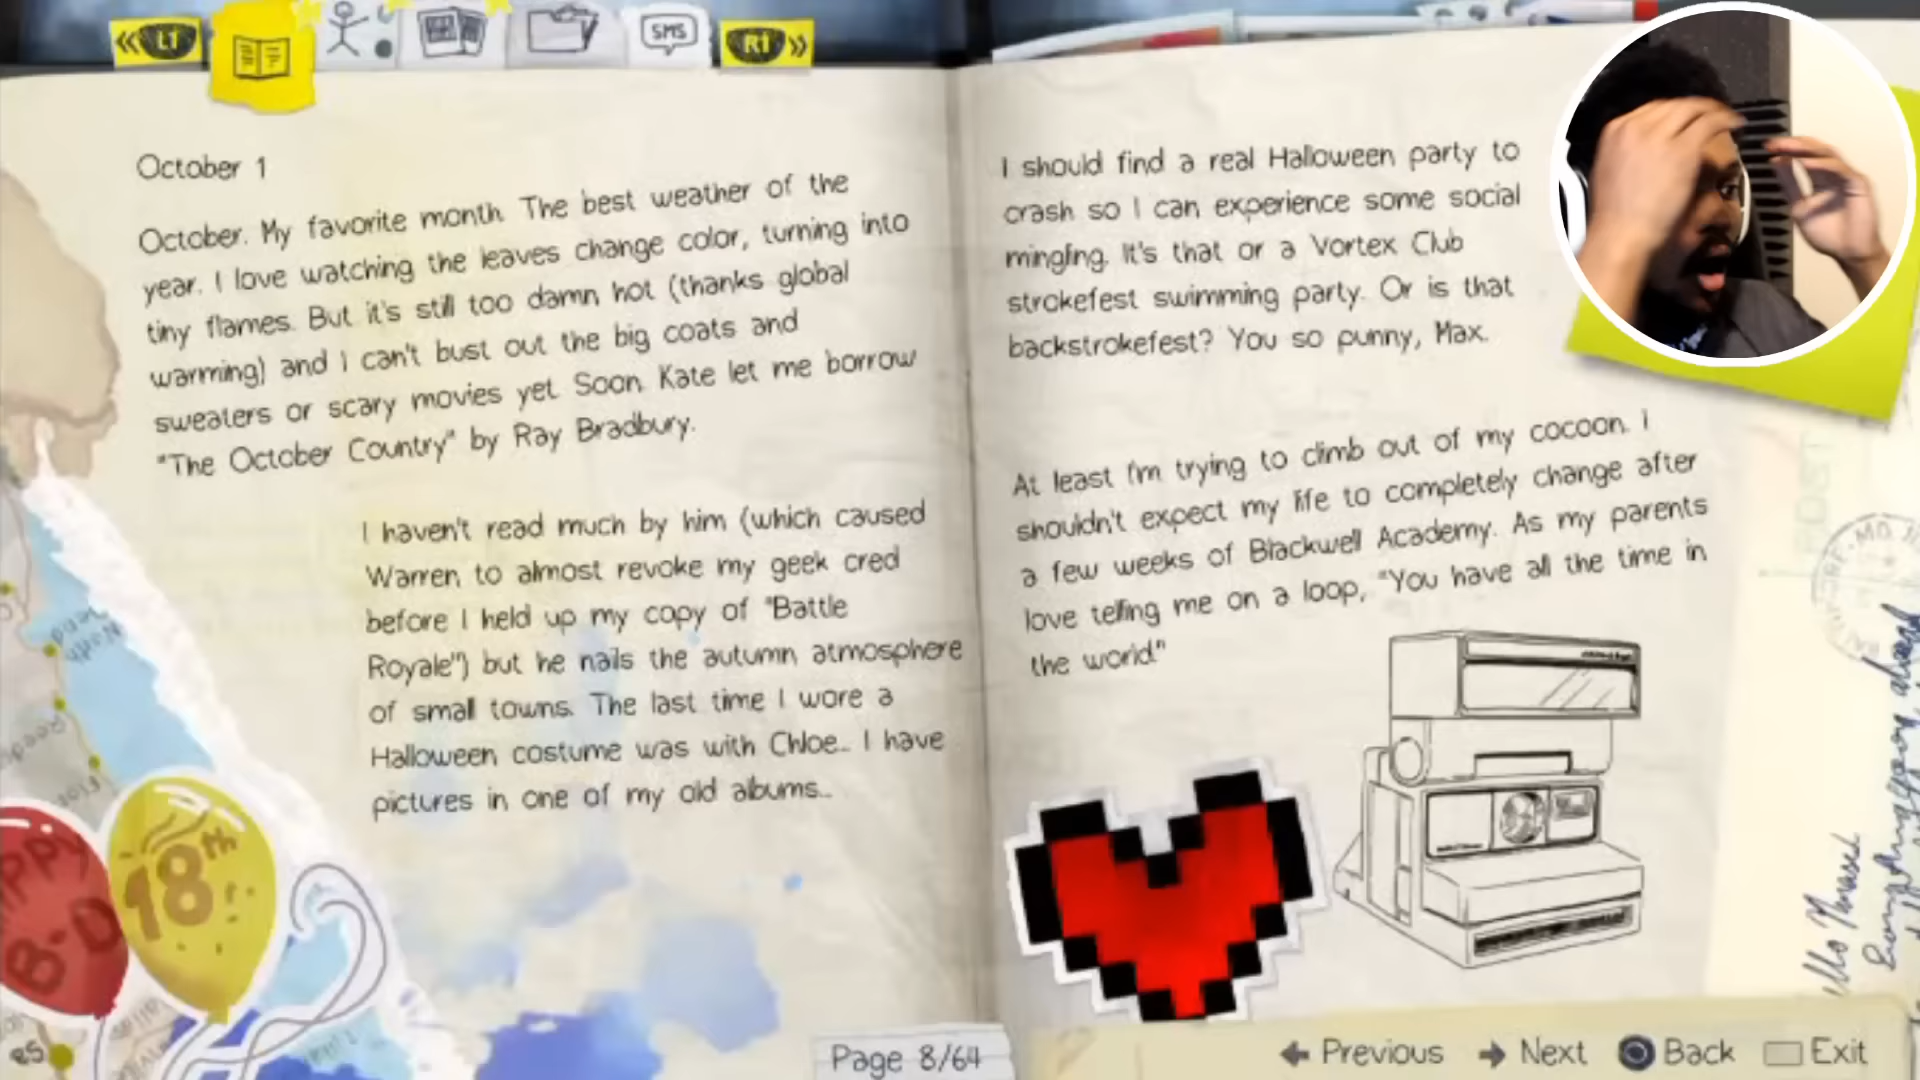 L1
SMS
R1
October 1
October. My favorite month. The best weather of the
year. I love watching the leaves change color, turning into
tiny flames. But it's still too damn hot (thanks global
warming) and I can't bust out the big coats and
sweaters or scary movies yet. Soon. Kate let me borrow
"The October Country" by Ray Bradbury.
I haven't read much by him (which caused
Warren to almost revoke my geek cred
before I held up my copy of "Battle
Royale") but he nails the autumn atmosphere
of small towns. The last time I wore a
Halloween costume was with Chloe... I have
pictures in one of my old albums...
18th
B-D
I should find a real Halloween party to
crash so I can experience some social
mingling. It's that or a Vortex Club
strokefest swimming party. Or is that
backstrokefest? You so punny, Max.
At least I'm trying to climb out of my cocoon. I
shouldn't expect my life to completely change after
a few weeks of Blackwell Academy. As my parents
love telling me on a loop, "You have all the time in
the world."
POST
Page 8/64
Previous
Next
Back
Exit